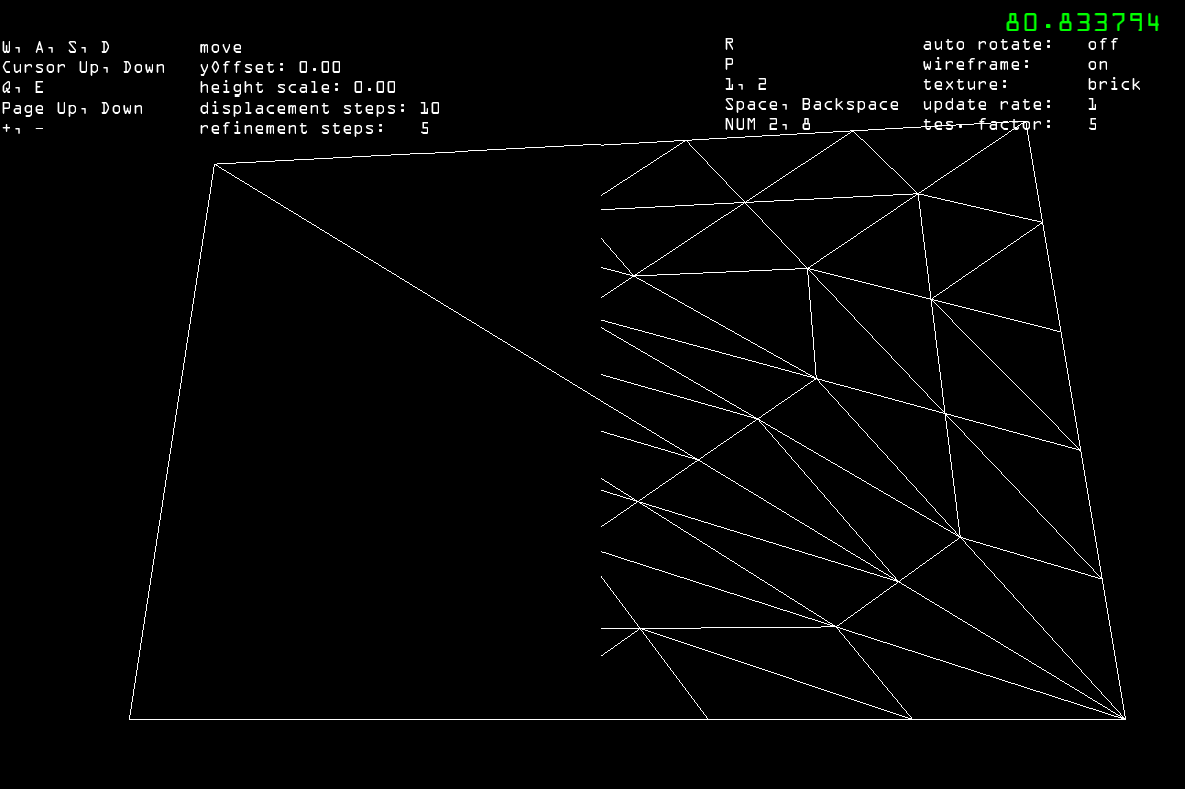 80.833794
W, A, S, D move R auto rotate: off
Cursor Up, Down yOffset: 0.00 P wireframe: on
Q, E height scale: 0.00 1, 2 texture: brick
Page Up, Down displacement steps: 10 Space, Backspace update rate: 1
+, - refinement steps: 5 NUM 2, 8 tes. factor: 5